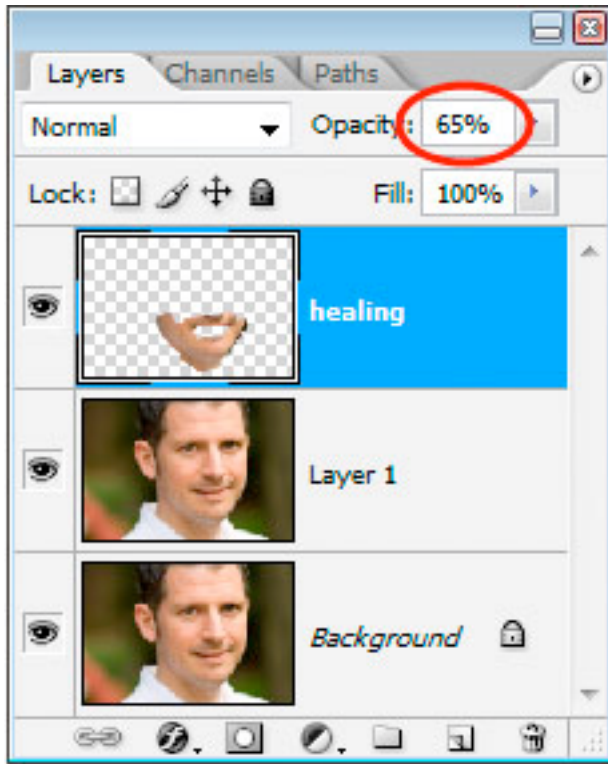 Layers Channels Paths
Normal Opacity: 65%
Lock: Fill: 100%
healing
Layer 1
Background